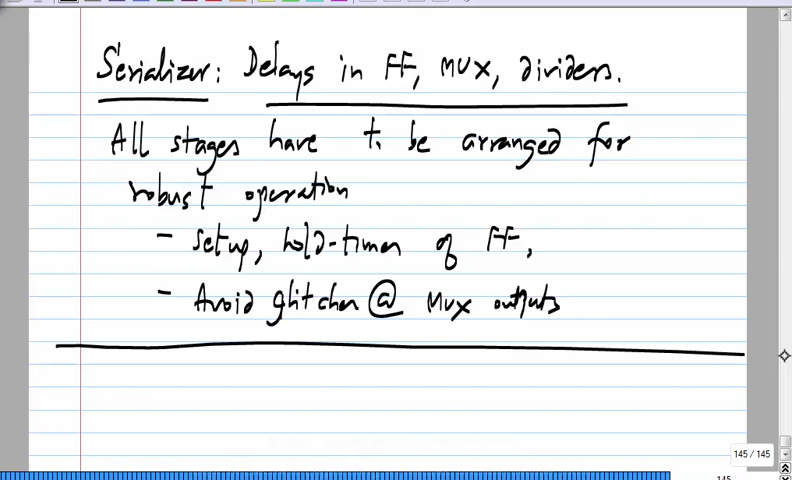 Serializer: Delays in FF, MUX, dividers.
All stages have to be arranged for
robust operation
- setup, hold-times of FF,
- Avoid glitches @ MUX outputs
145 / 145
145